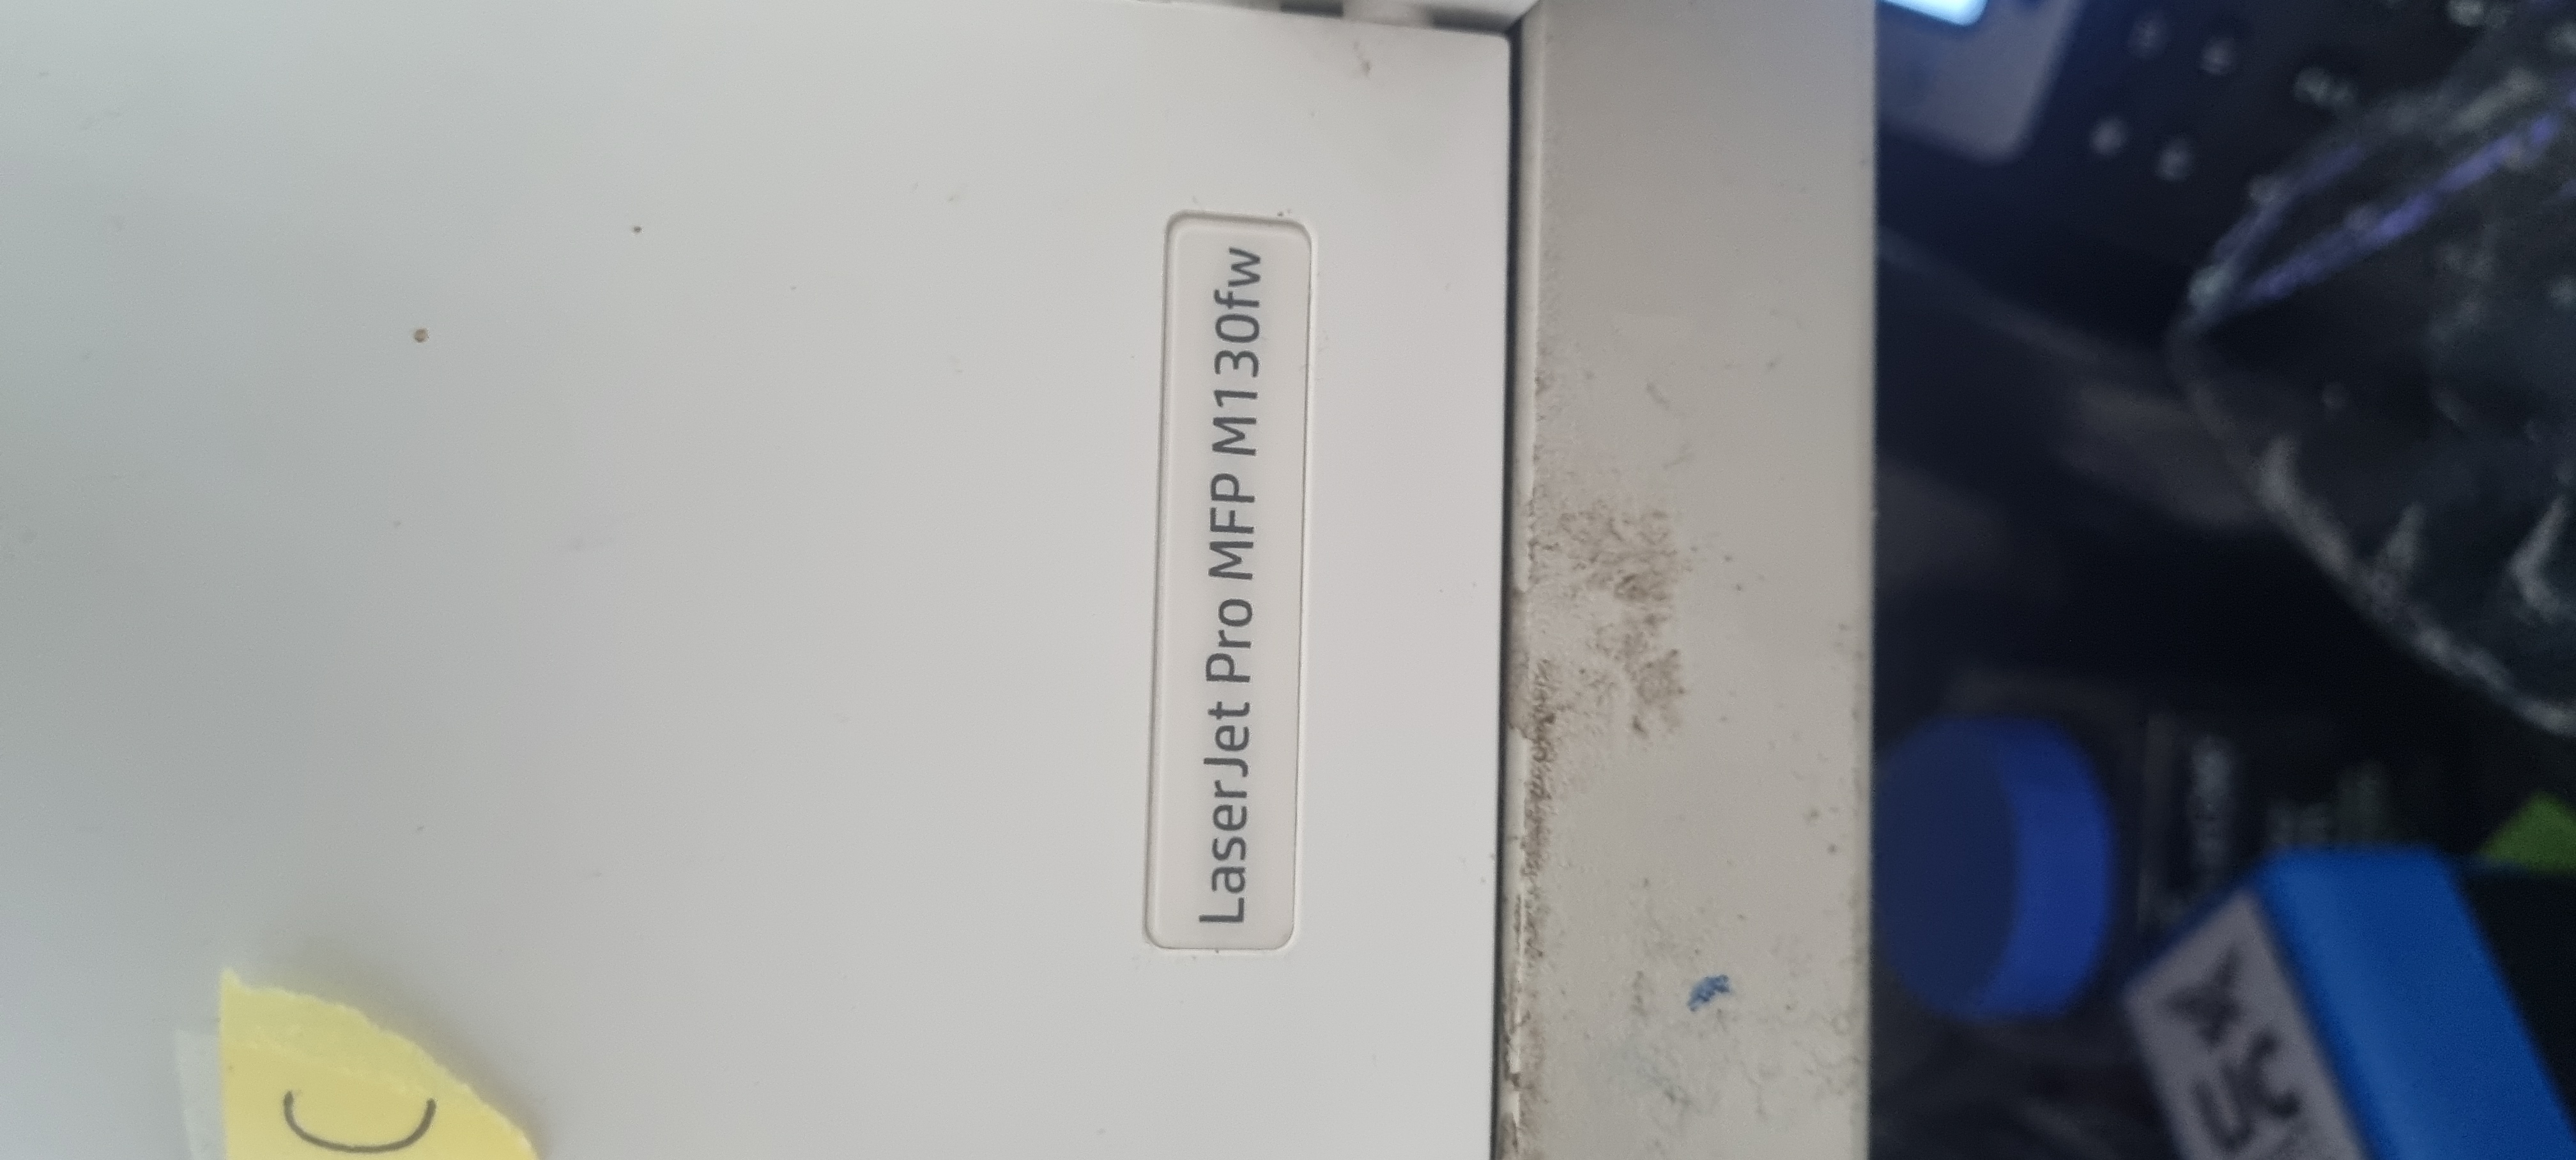 LaserJet Pro MFP M130fw